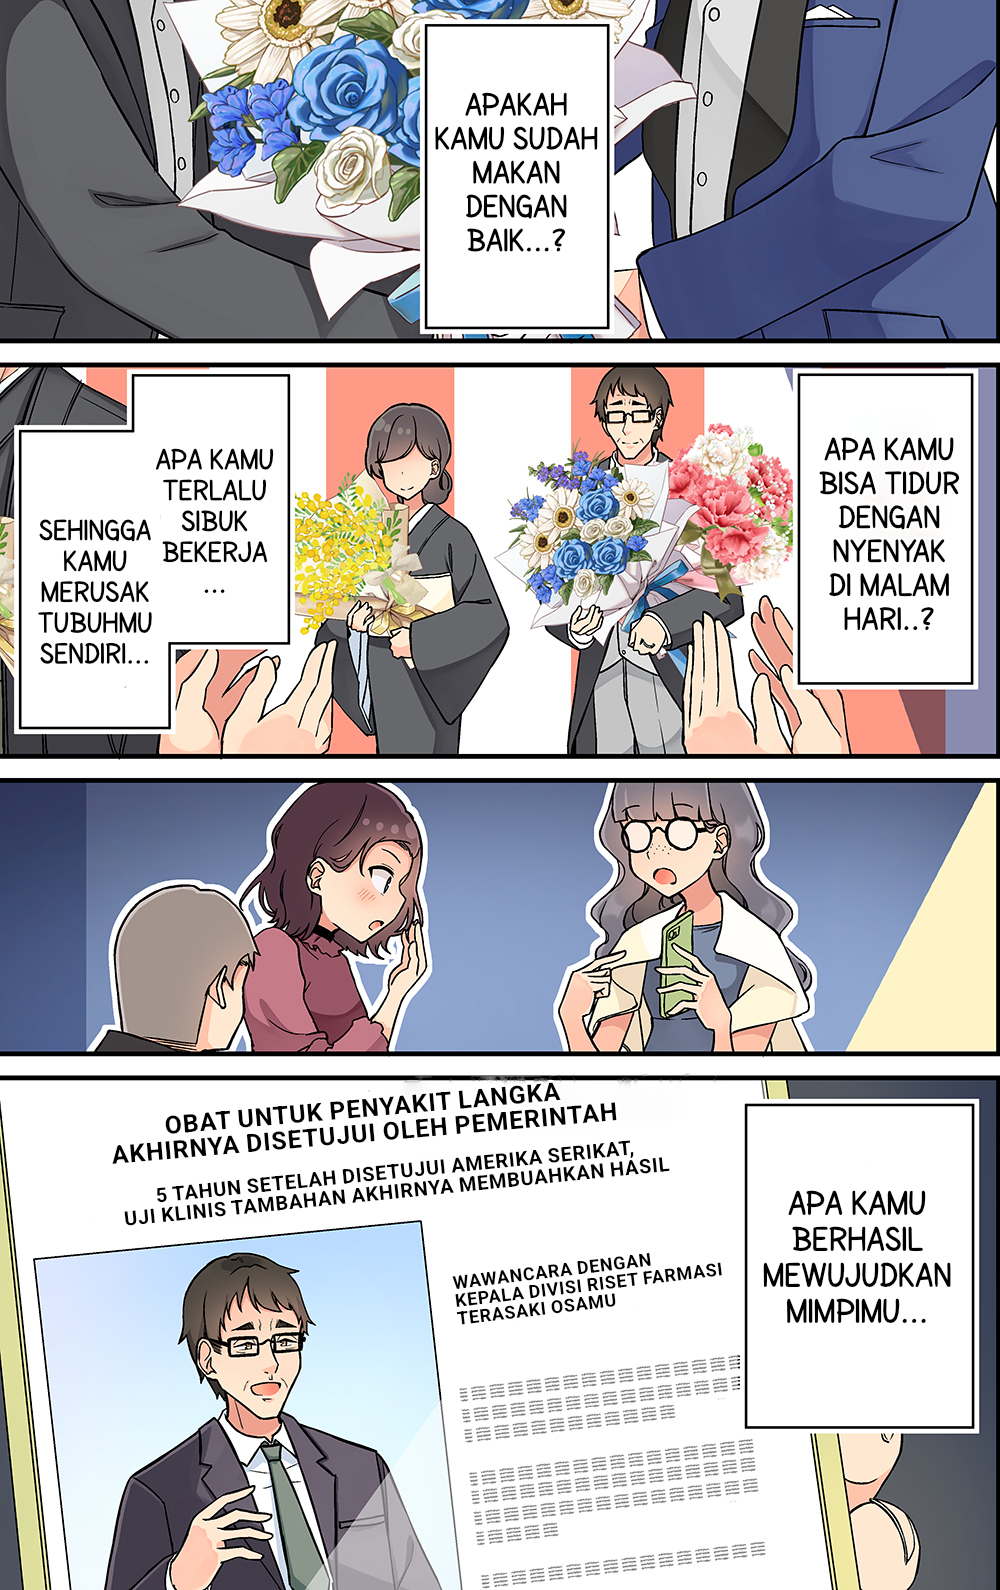 APAKAH
KAMU SUDAH
MAKAN
DENGAN
BAIK...?
APA KAMU
BISA TIDUR
DENGAN
NYENYAK
DI MALAM
HARI..?
APA KAMU
TERLALU
SIBUK
BEKERJA
...
SEHINGGA
KAMU
MERUSAK
TUBUHMU
SENDIRI...
OBAT UNTUK PENYAKIT LANGKA
AKHIRNYA DISETUJUI OLEH PEMERINTAH
5 TAHUN SETELAH DISETUJUI AMERIKA SERIKAT,
UJI KLINIS TAMBAHAN AKHIRNYA MEMBUAHKAN HASIL
WAWANCARA DENGAN
KEPALA DIVISI RISET FARMASI
TERASAKI OSAMU
APA KAMU
BERHASIL
MEWUJUDKAN
MIMPIMU...